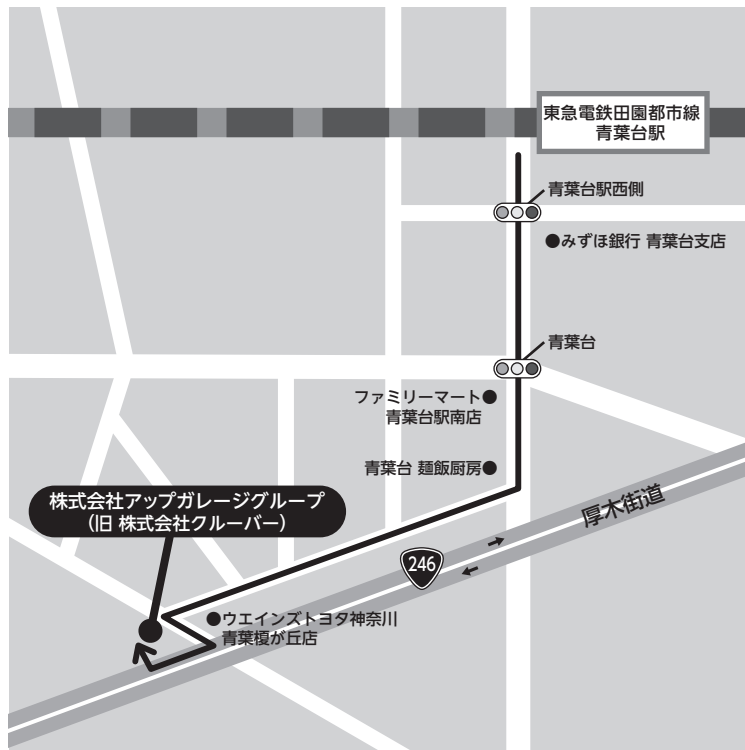 東急電鉄田園都市線
青葉台駅
青葉台駅西側
●みずほ銀行 青葉台支店
青葉台
ファミリーマート●
青葉台駅南店
青葉台 麺飯厨房●
株式会社アップガレージグループ
(旧 株式会社クルーバー)
厚木街道
246
●ウエインズトヨタ神奈川
青葉榎が丘店